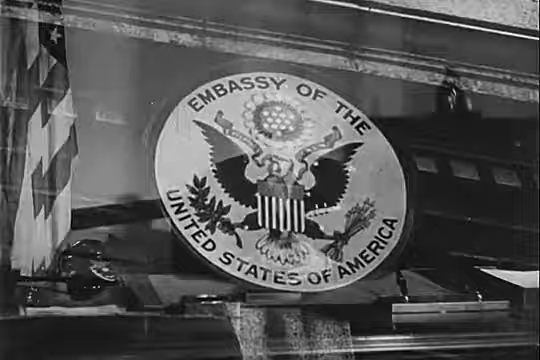 EMBASSY OF THE
UNITED STATES OF AMERICA